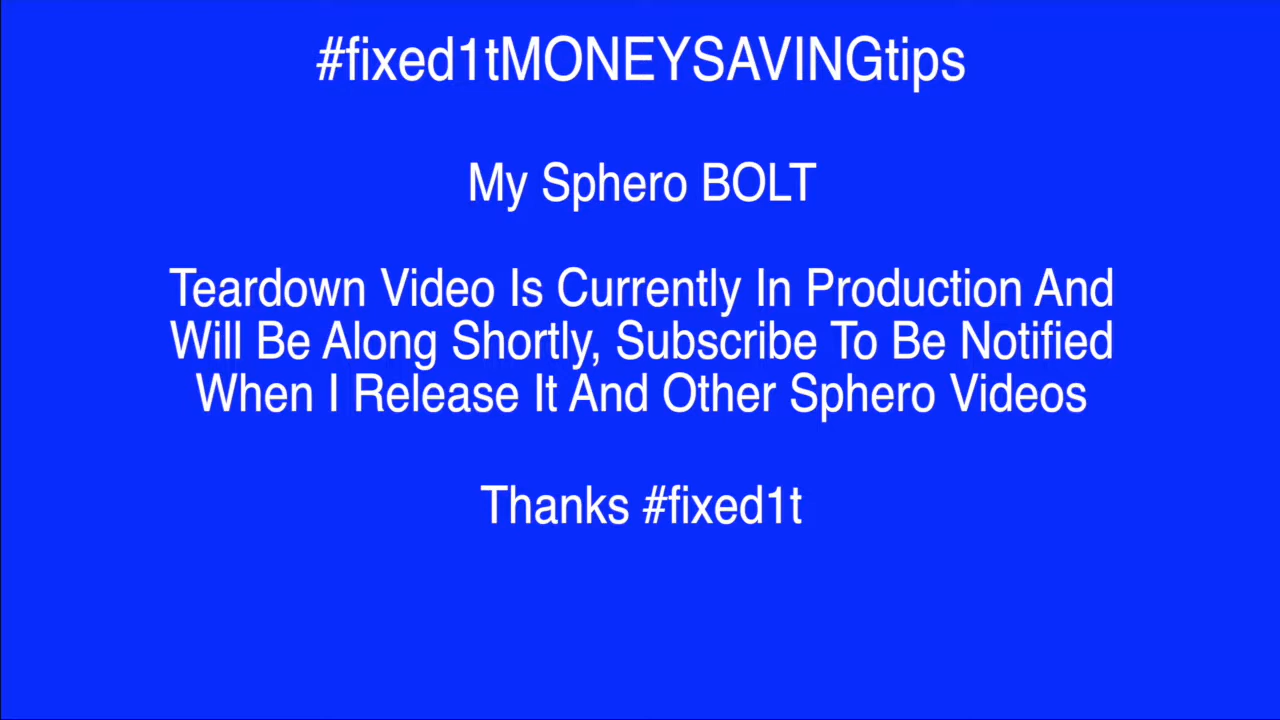 #fixed1tMONEYSAVINGtips
My Sphero BOLT
Teardown Video Is Currently In Production And
Will Be Along Shortly, Subscribe To Be Notified
When I Release It And Other Sphero Videos
Thanks #fixed1t